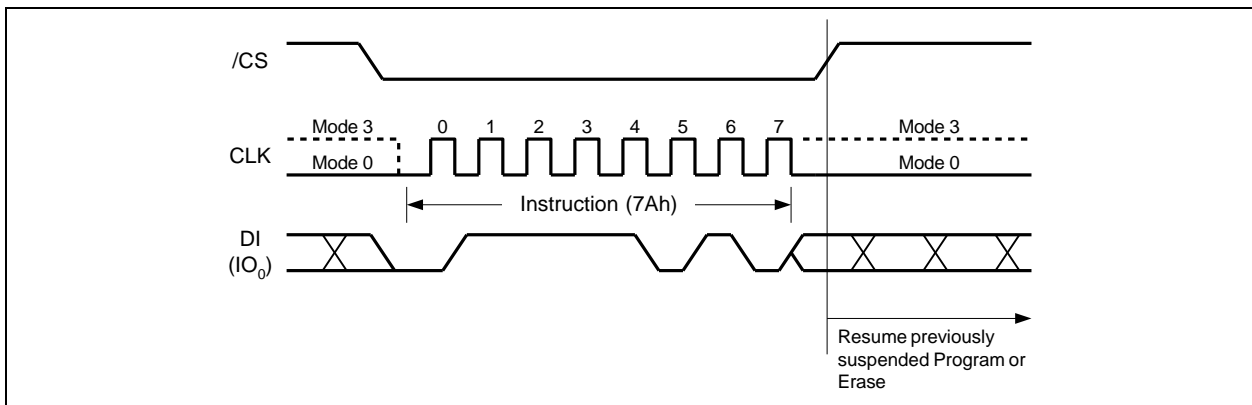 /CS
Mode 3 0 1 2 3 4 5 6 7 Mode 3
CLK
Mode 0 Mode 0
Instruction (7Ah)
DI
(IO0)
Resume previously
suspended Program or
Erase